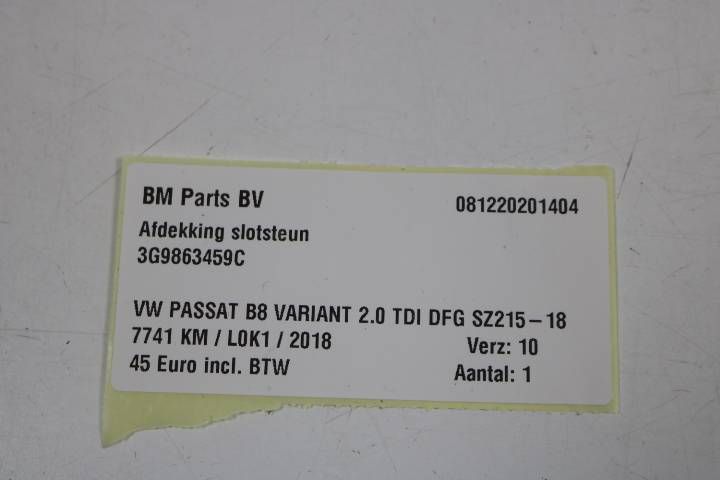 BM Parts BV 081220201404
Afdekking slotsteun
3G9863459C
VW PASSAT B8 VARIANT 2.0 TDI DFG SZ215-18
7741 KM / L0K1 / 2018 Verz: 10
45 Euro incl. BTW Aantal: 1